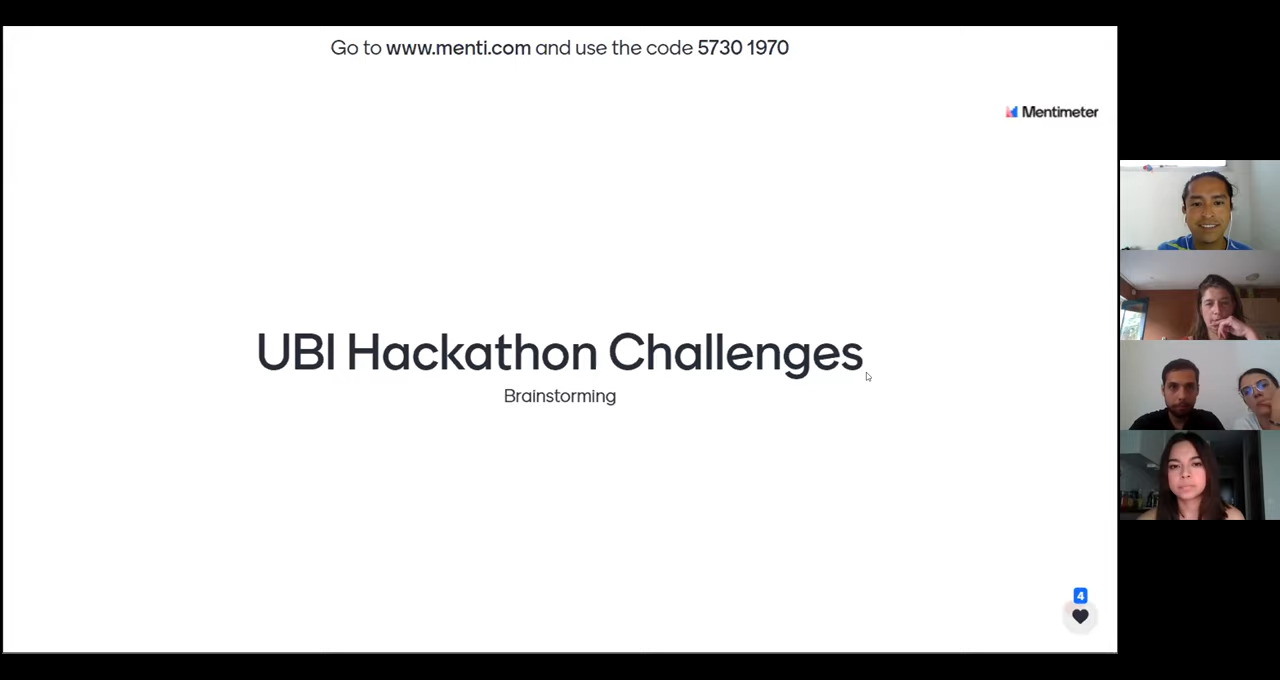 Go to www.menti.com and use the code 5730 1970
Mentimeter
UBI Hackathon Challenges
Brainstorming
4